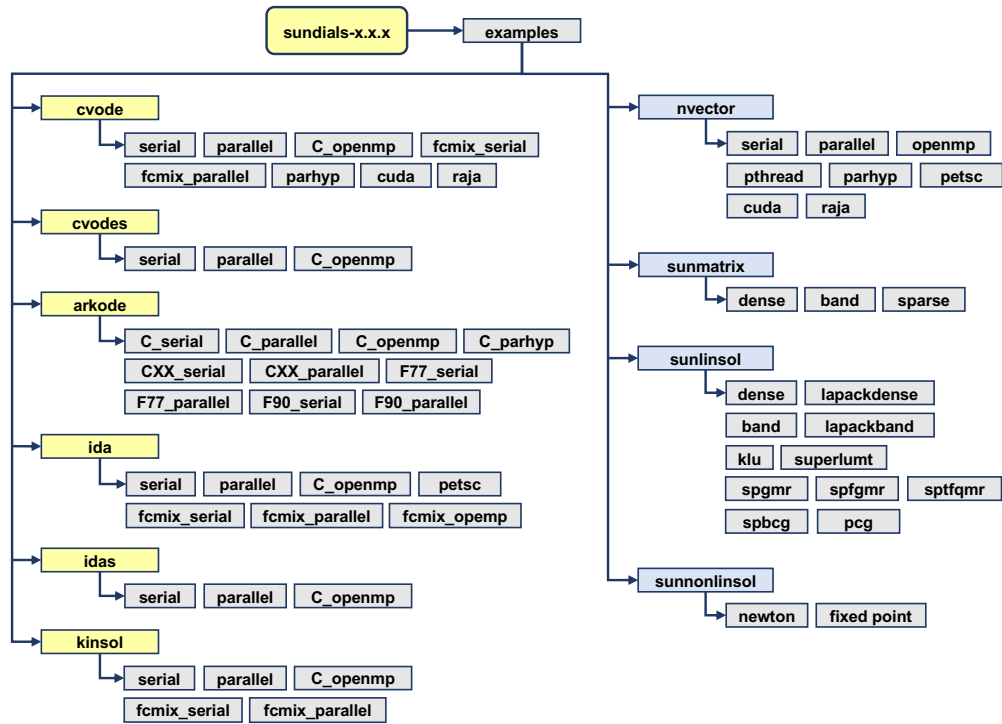 sundials-x.x.x examples
cvode
serial parallel C_openmp fcmix_serial
fcmix_parallel parhyp cuda raja
cvodes
serial parallel C_openmp
arkode
C_serial C_parallel C_openmp C_parhyp
CXX_serial CXX_parallel F77_serial
F77_parallel F90_serial F90_parallel
ida
serial parallel C_openmp petsc
fcmix_serial fcmix_parallel fcmix_opemp
idas
serial parallel C_openmp
kinsol
serial parallel C_openmp
fcmix_serial fcmix_parallel
nvector
serial parallel openmp
pthread parhyp petsc
cuda raja
sunmatrix
dense band sparse
sunlinsol
dense lapackdense
band lapackband
klu superlumt
spgmr spfgmr sptfqmr
spbcg pcg
sunnonlinsol
newton fixed point